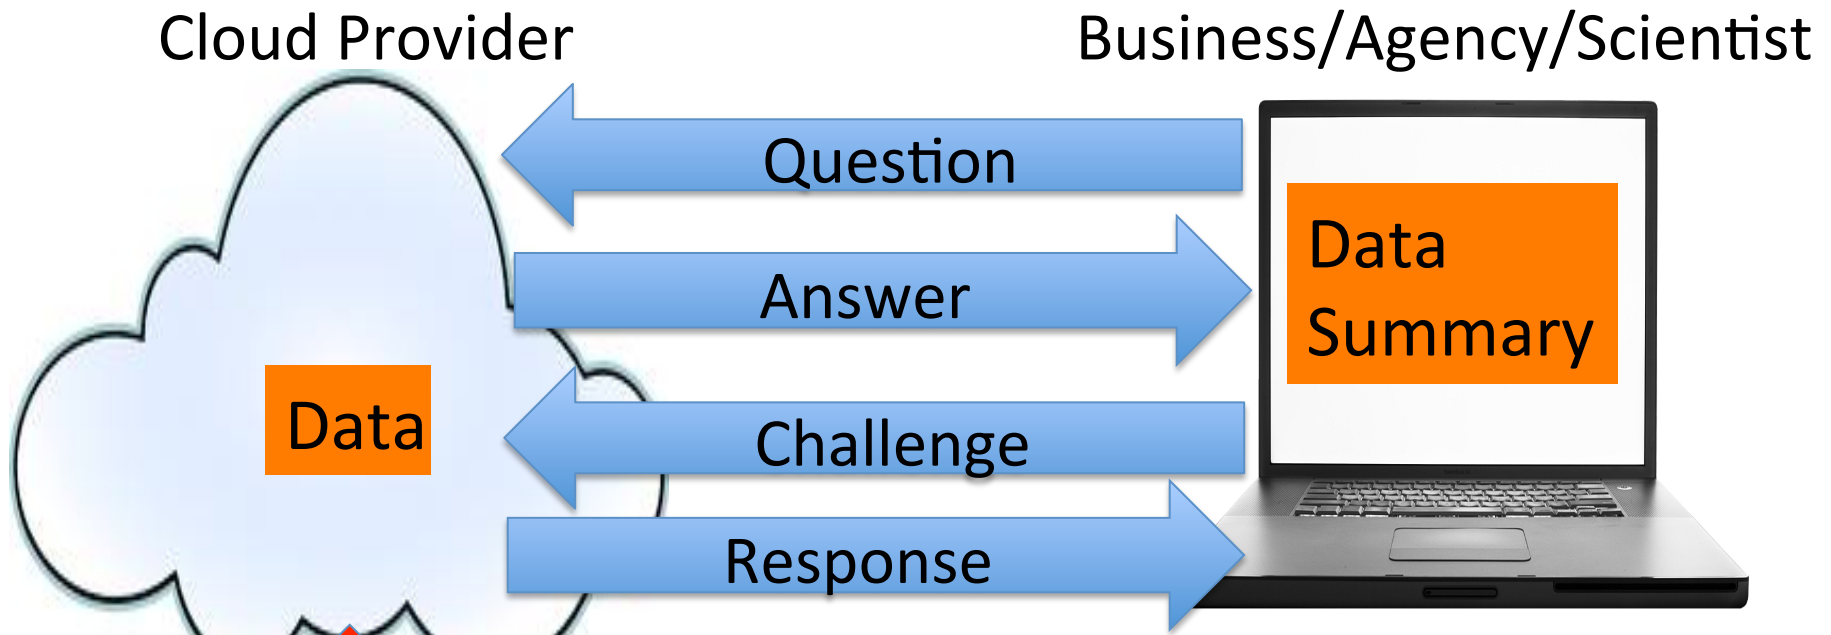 Cloud Provider
Business/Agency/Scientist
Question
Answer
Data
Summary
Data
Challenge
Response